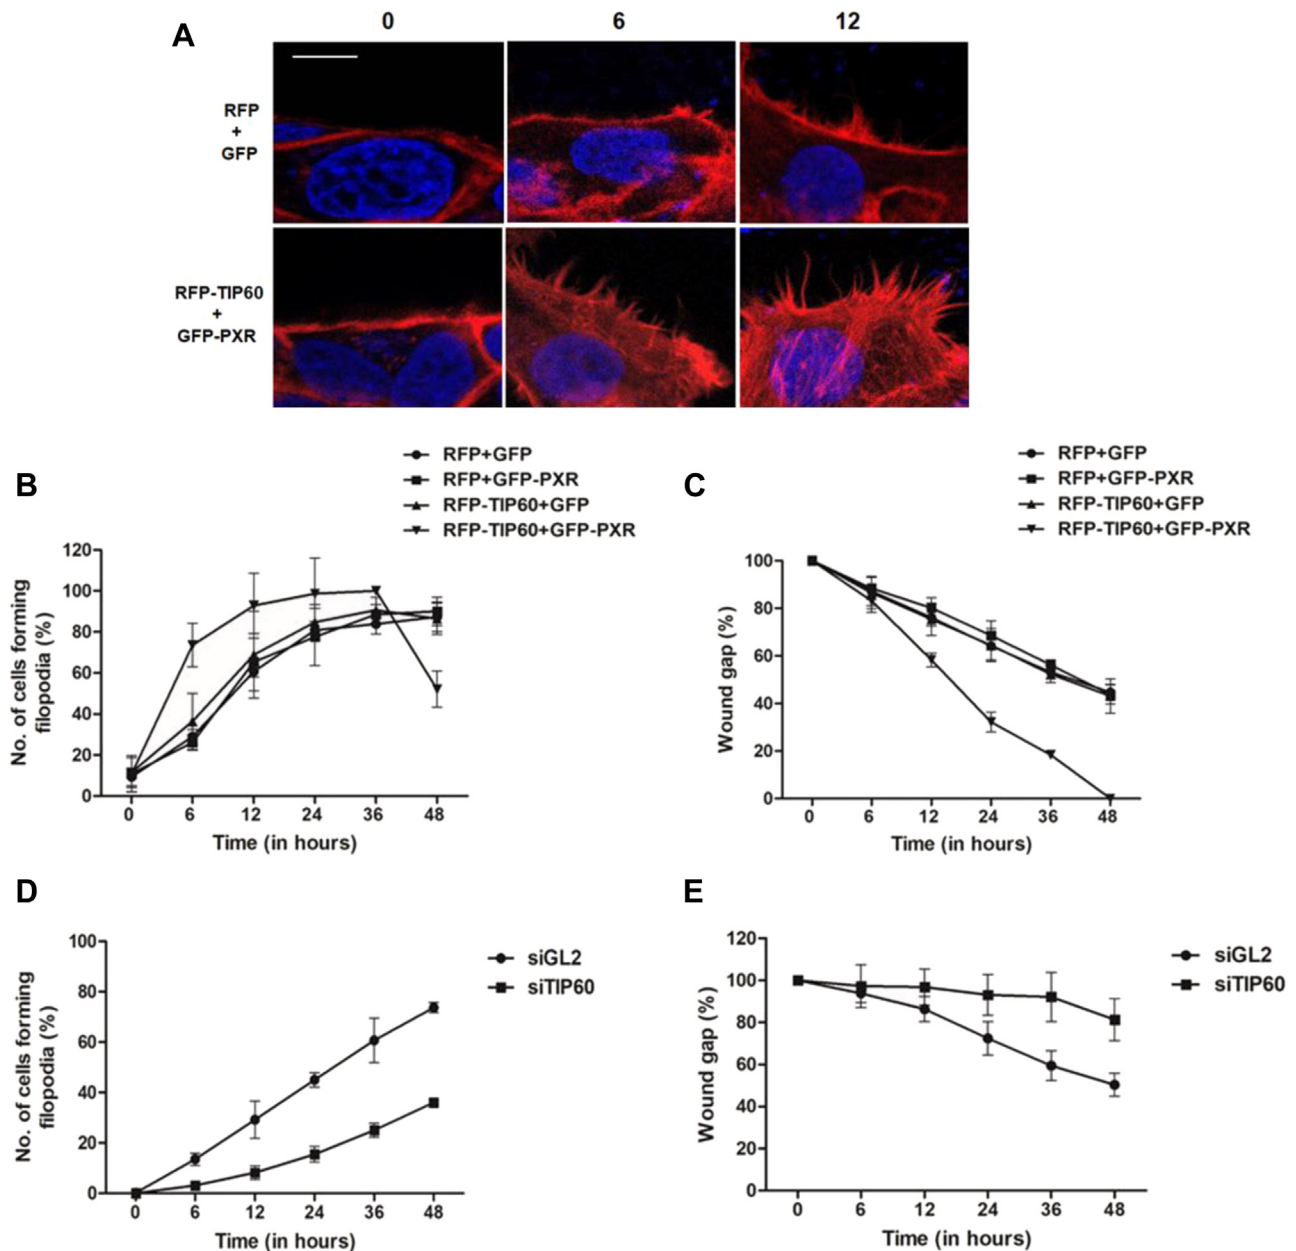 A
0 6 12
RFP
+
GFP
RFP-TIP60
+
GFP-PXR
B
RFP+GFP
RFP+GFP-PXR
RFP-TIP60+GFP
RFP-TIP60+GFP-PXR
No. of cells forming
filopodia (%)
120
100
80
60
40
20
0
0 6 12 24 36 48
Time (in hours)
C
RFP+GFP
RFP+GFP-PXR
RFP-TIP60+GFP
RFP-TIP60+GFP-PXR
Wound gap (%)
100
80
60
40
20
0
0 6 12 24 36 48
Time (in hours)
D
siGL2
siTIP60
No. of cells forming
filopodia (%)
100
80
60
40
20
0
0 6 12 24 36 48
Time (in hours)
E
siGL2
siTIP60
Wound gap (%)
120
100
80
60
40
20
0
0 6 12 24 36 48
Time (in hours)